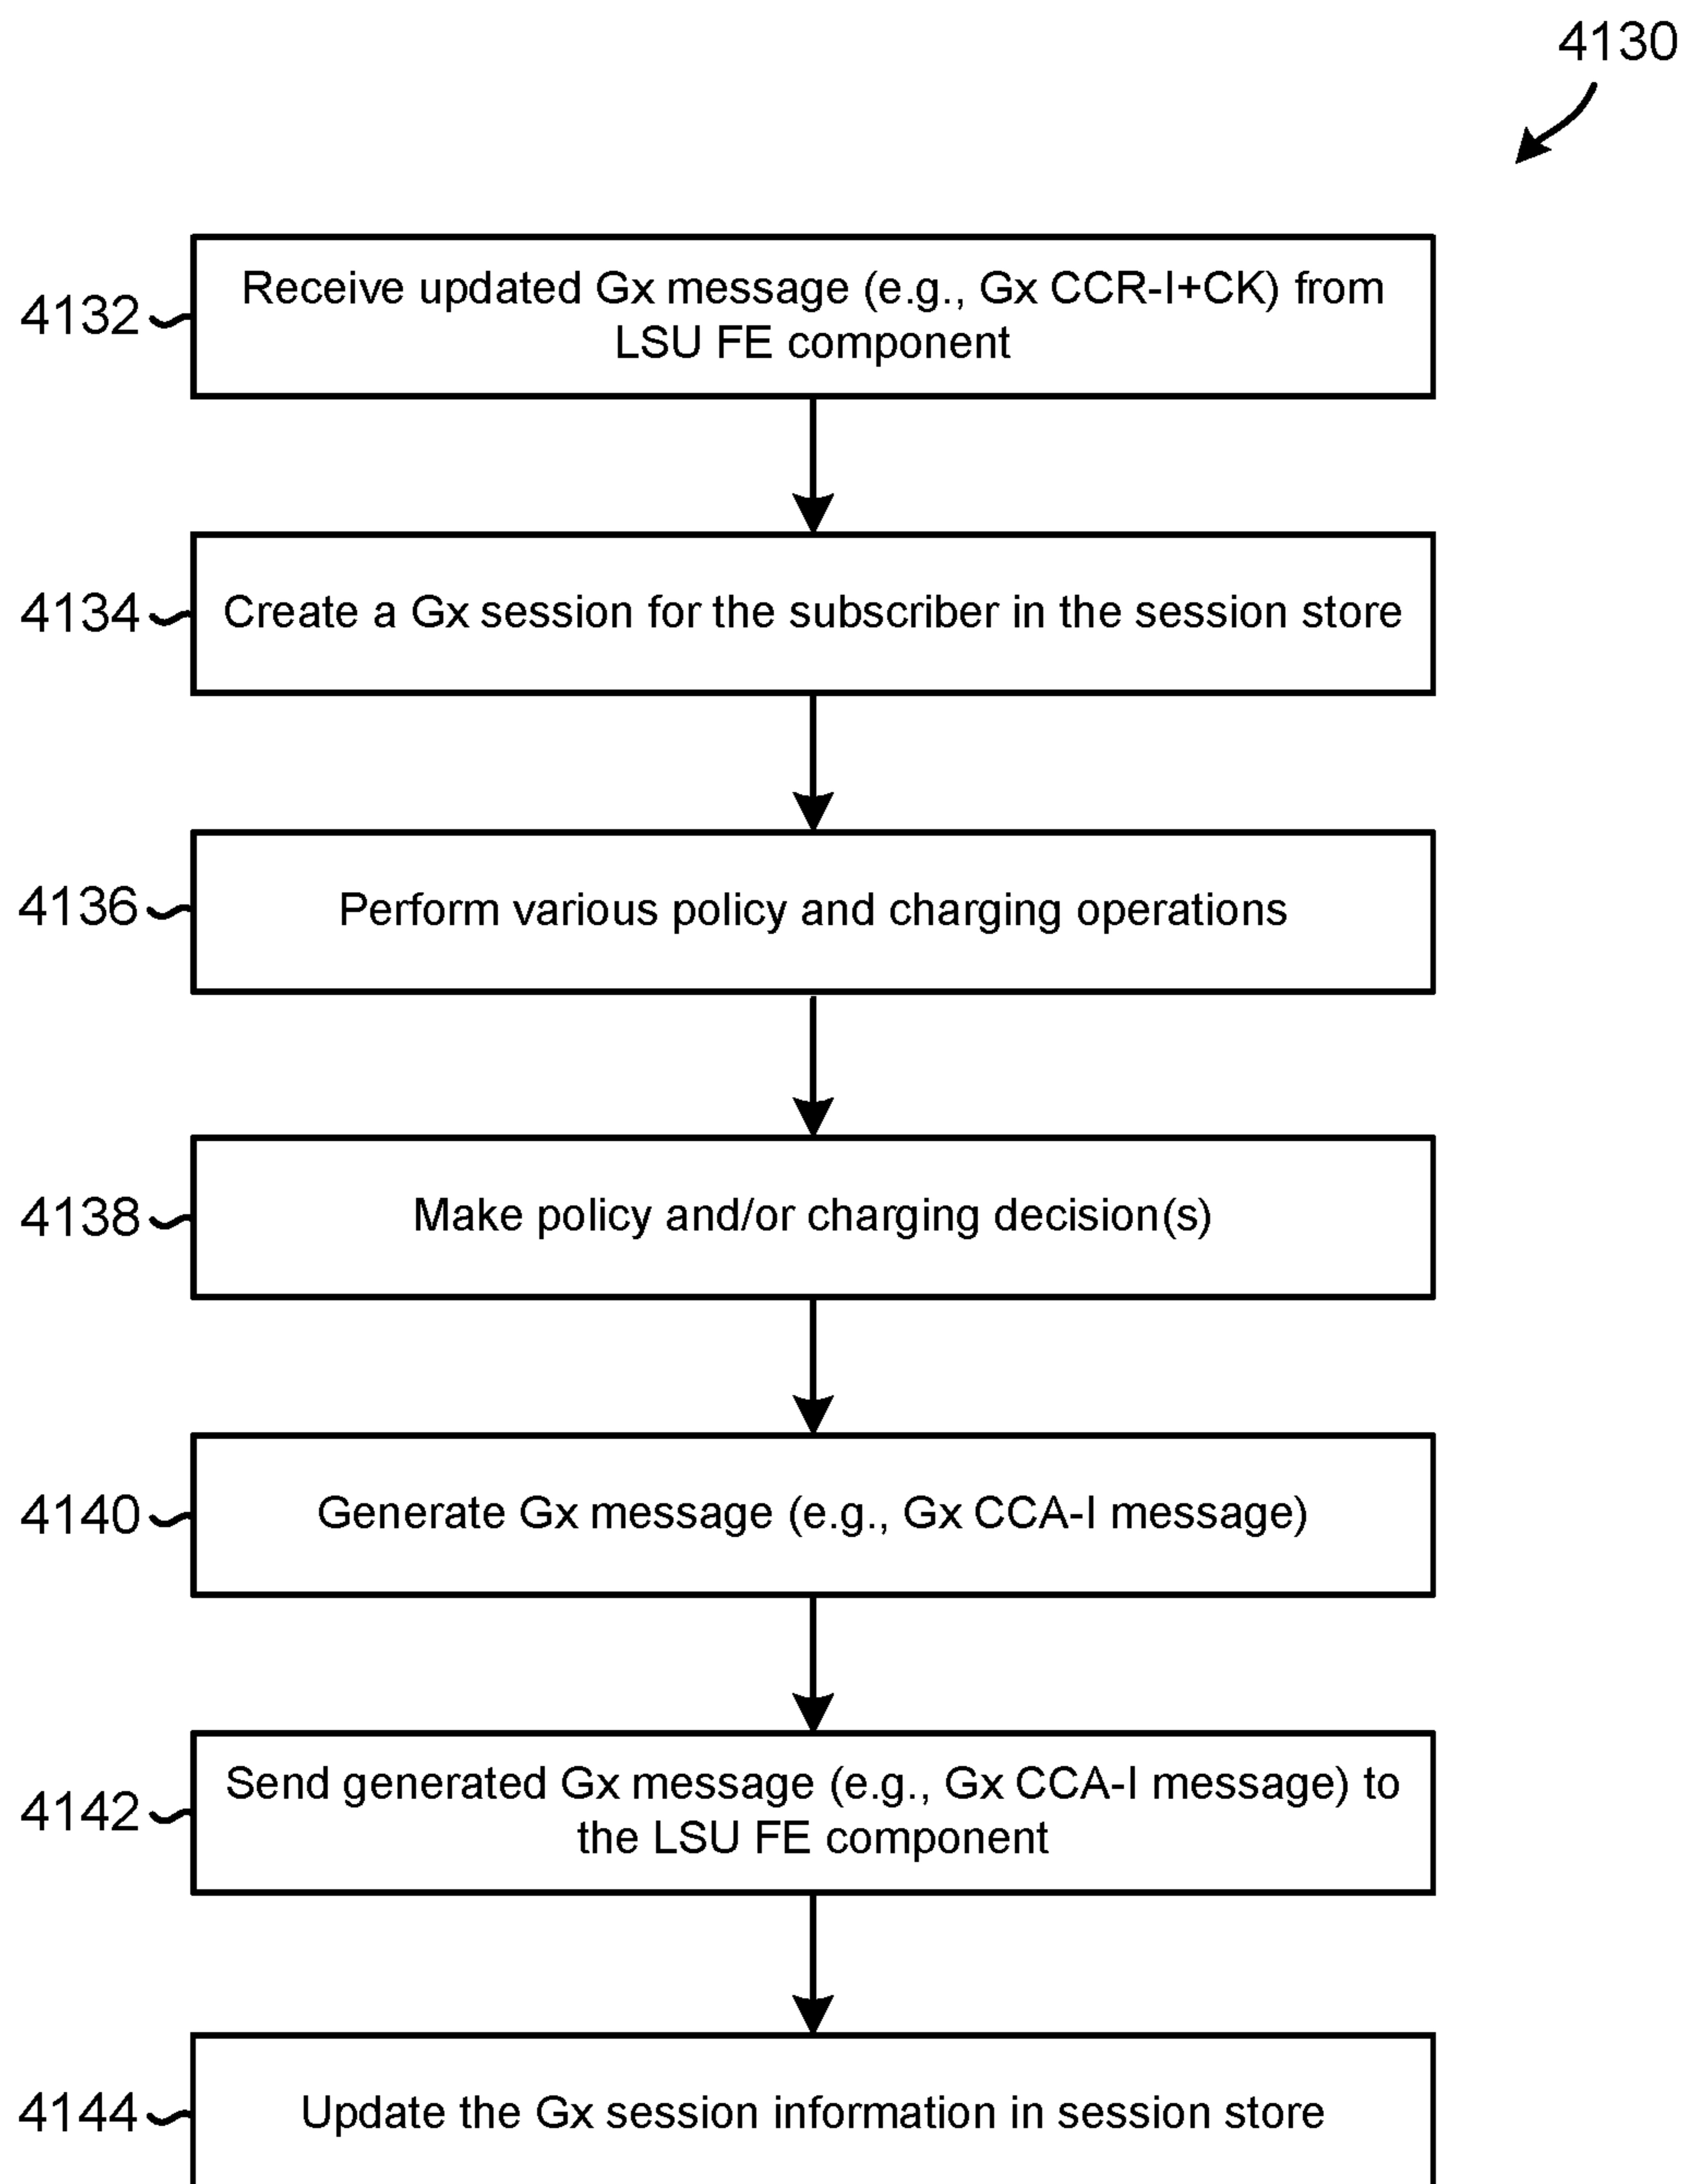 4130
4132
Receive updated Gx message (e.g., Gx CCR-I+CK) from
LSU FE component
4134
Create a Gx session for the subscriber in the session store
4136
Perform various policy and charging operations
4138
Make policy and/or charging decision(s)
4140
Generate Gx message (e.g., Gx CCA-I message)
4142
Send generated Gx message (e.g., Gx CCA-I message) to
the LSU FE component
4144
Update the Gx session information in session store